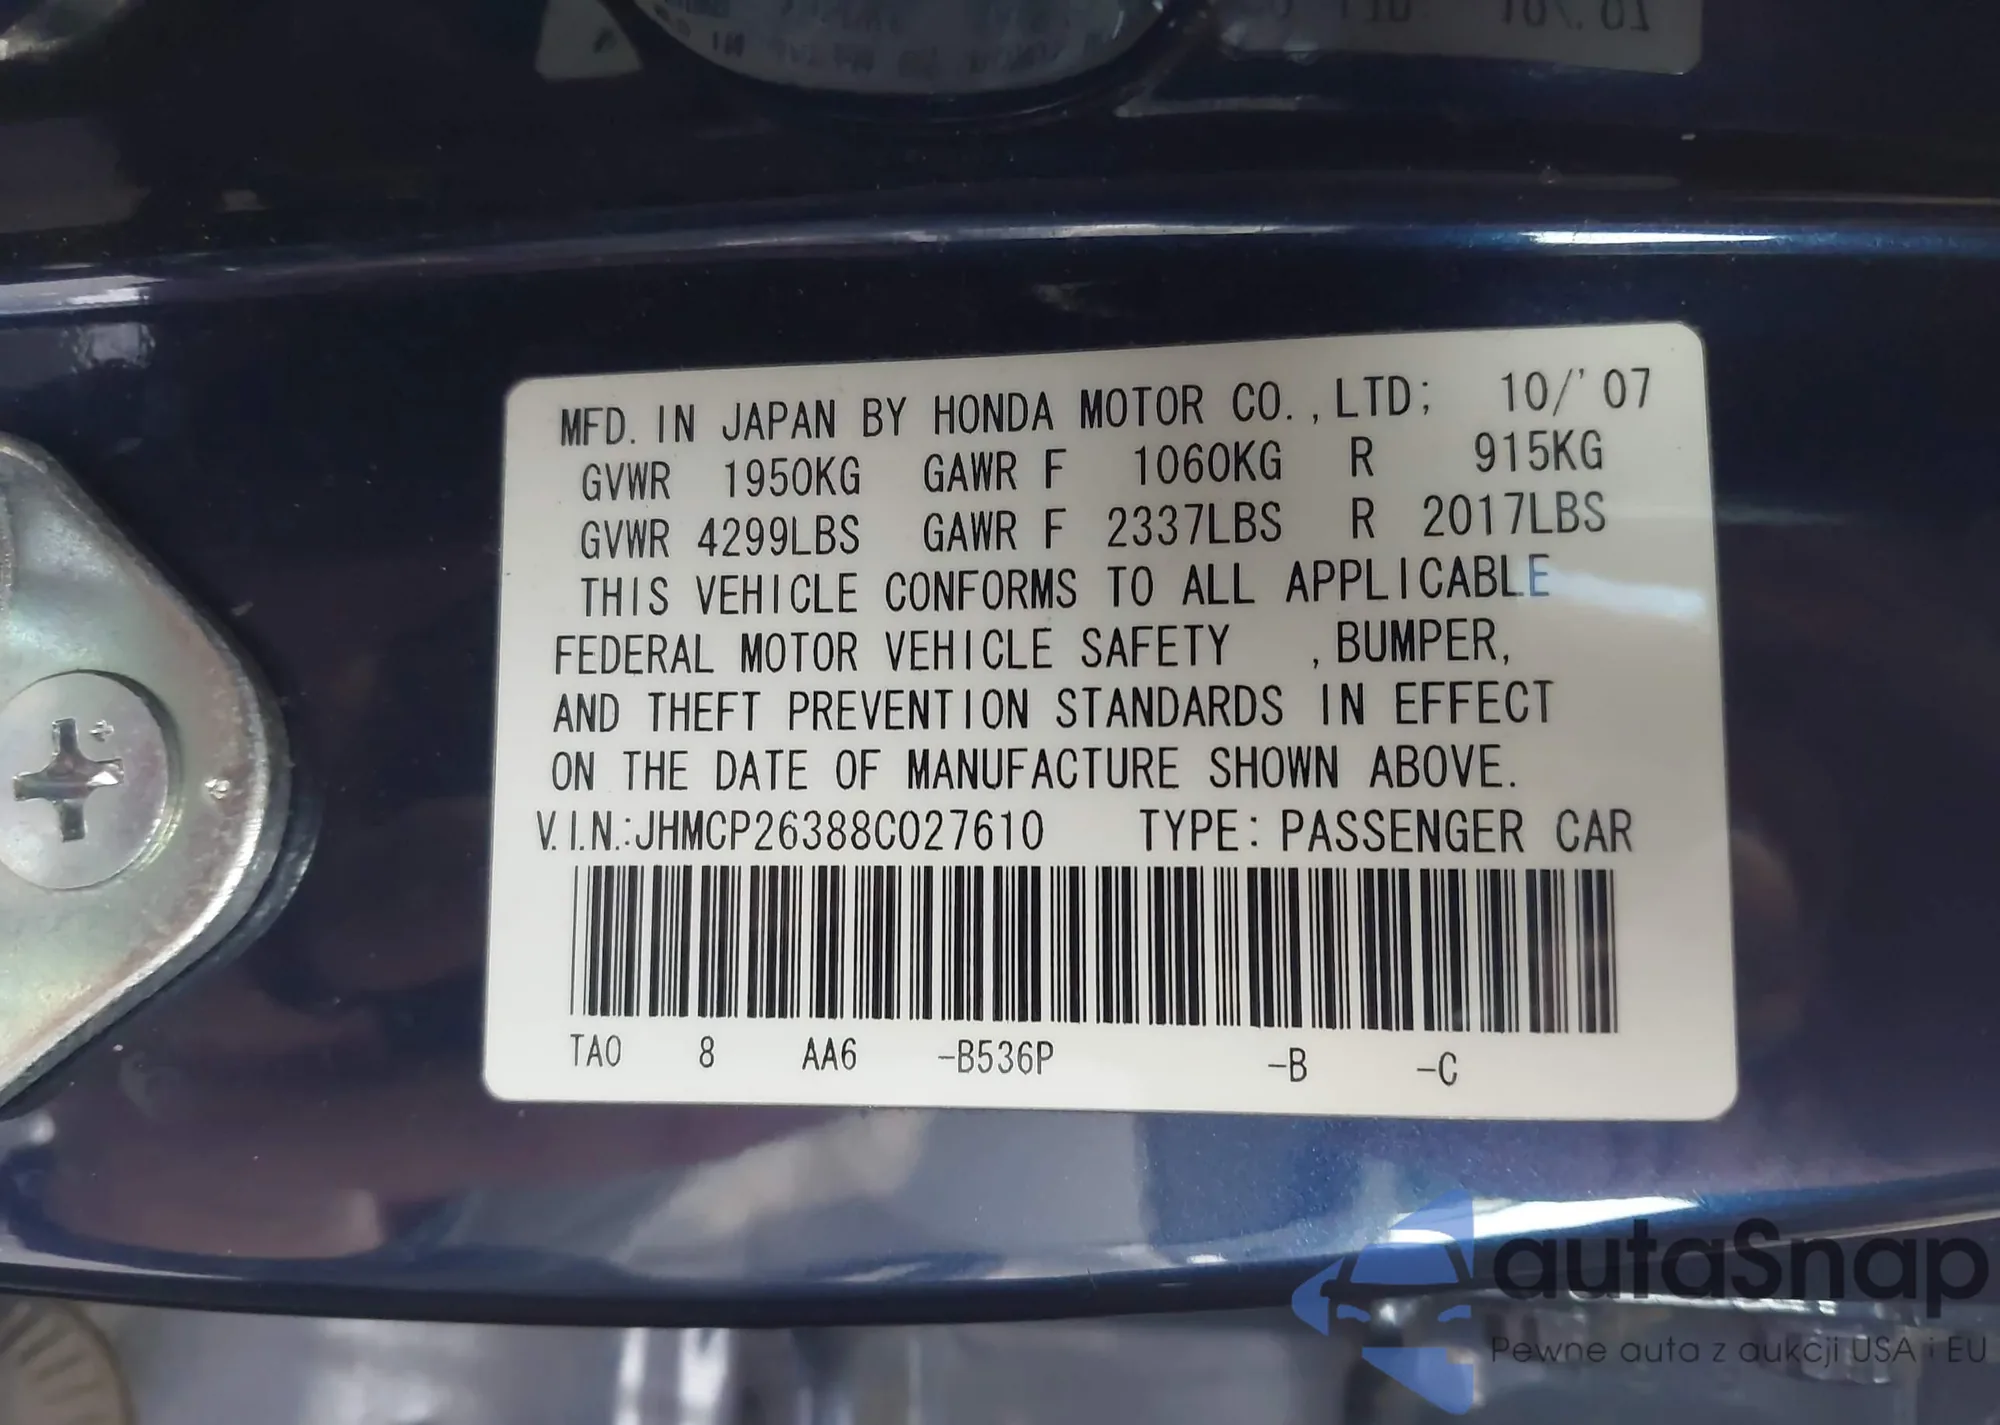 MFD. IN JAPAN BY HONDA MOTOR CO.,LTD; 10/'07
GVWR 1950KG GAWR F 1060KG R 915KG
GVWR 4299LBS GAWR F 2337LBS R 2017LBS
THIS VEHICLE CONFORMS TO ALL APPLICABLE
FEDERAL MOTOR VEHICLE SAFETY ,BUMPER,
AND THEFT PREVENTION STANDARDS IN EFFECT
ON THE DATE OF MANUFACTURE SHOWN ABOVE.
V.I.N.:JHMCP26388C027610 TYPE: PASSENGER CAR
TA0 8 AA6 -B536P -B -C
autaSnap
Pewne auta z aukcji USA i EU